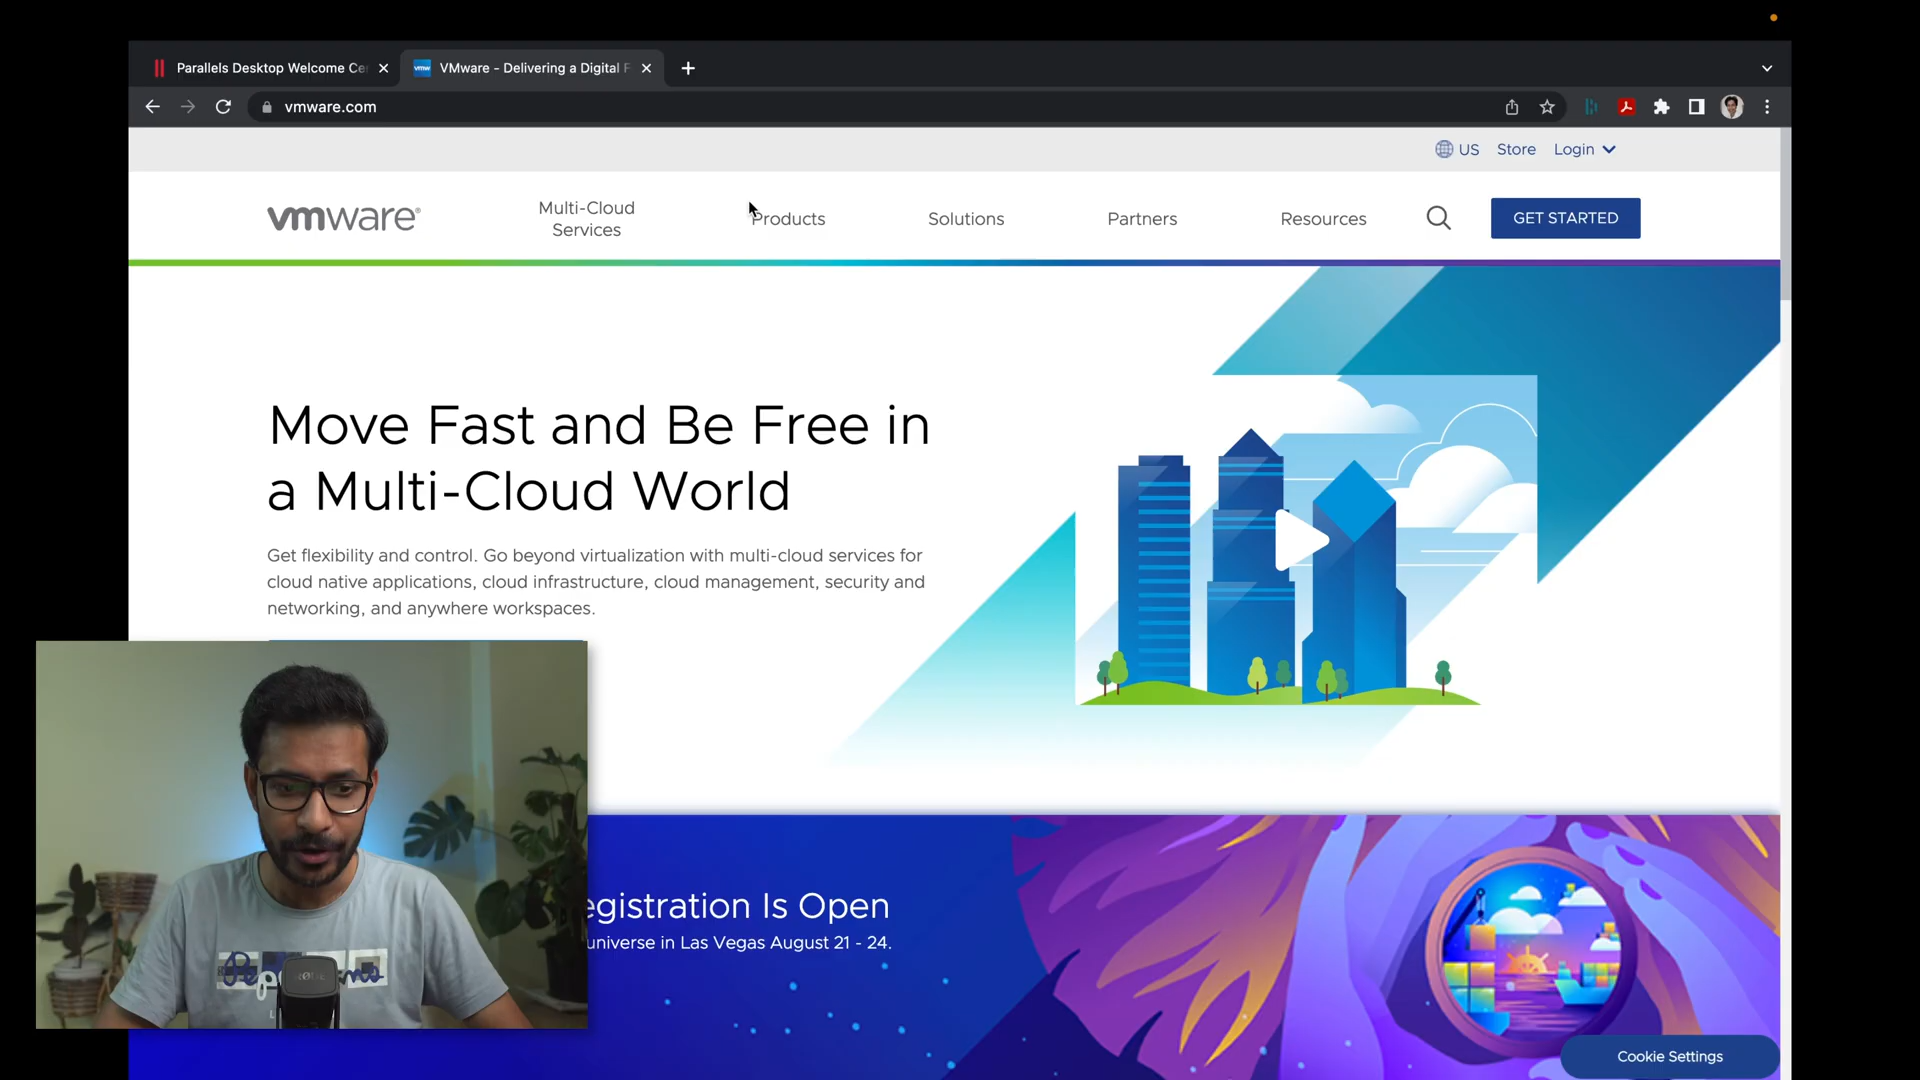 Parallels Desktop Welcome Ce
VMware - Delivering a Digital F
vmware.com
US Store Login
vmware®
Multi-Cloud
Services
Products
Solutions
Partners
Resources
GET STARTED
Move Fast and Be Free in
a Multi-Cloud World
Get flexibility and control. Go beyond virtualization with multi-cloud services for
cloud native applications, cloud infrastructure, cloud management, security and
networking, and anywhere workspaces.
egistration Is Open
universe in Las Vegas August 21 - 24.
RØDE
Cookie Settings